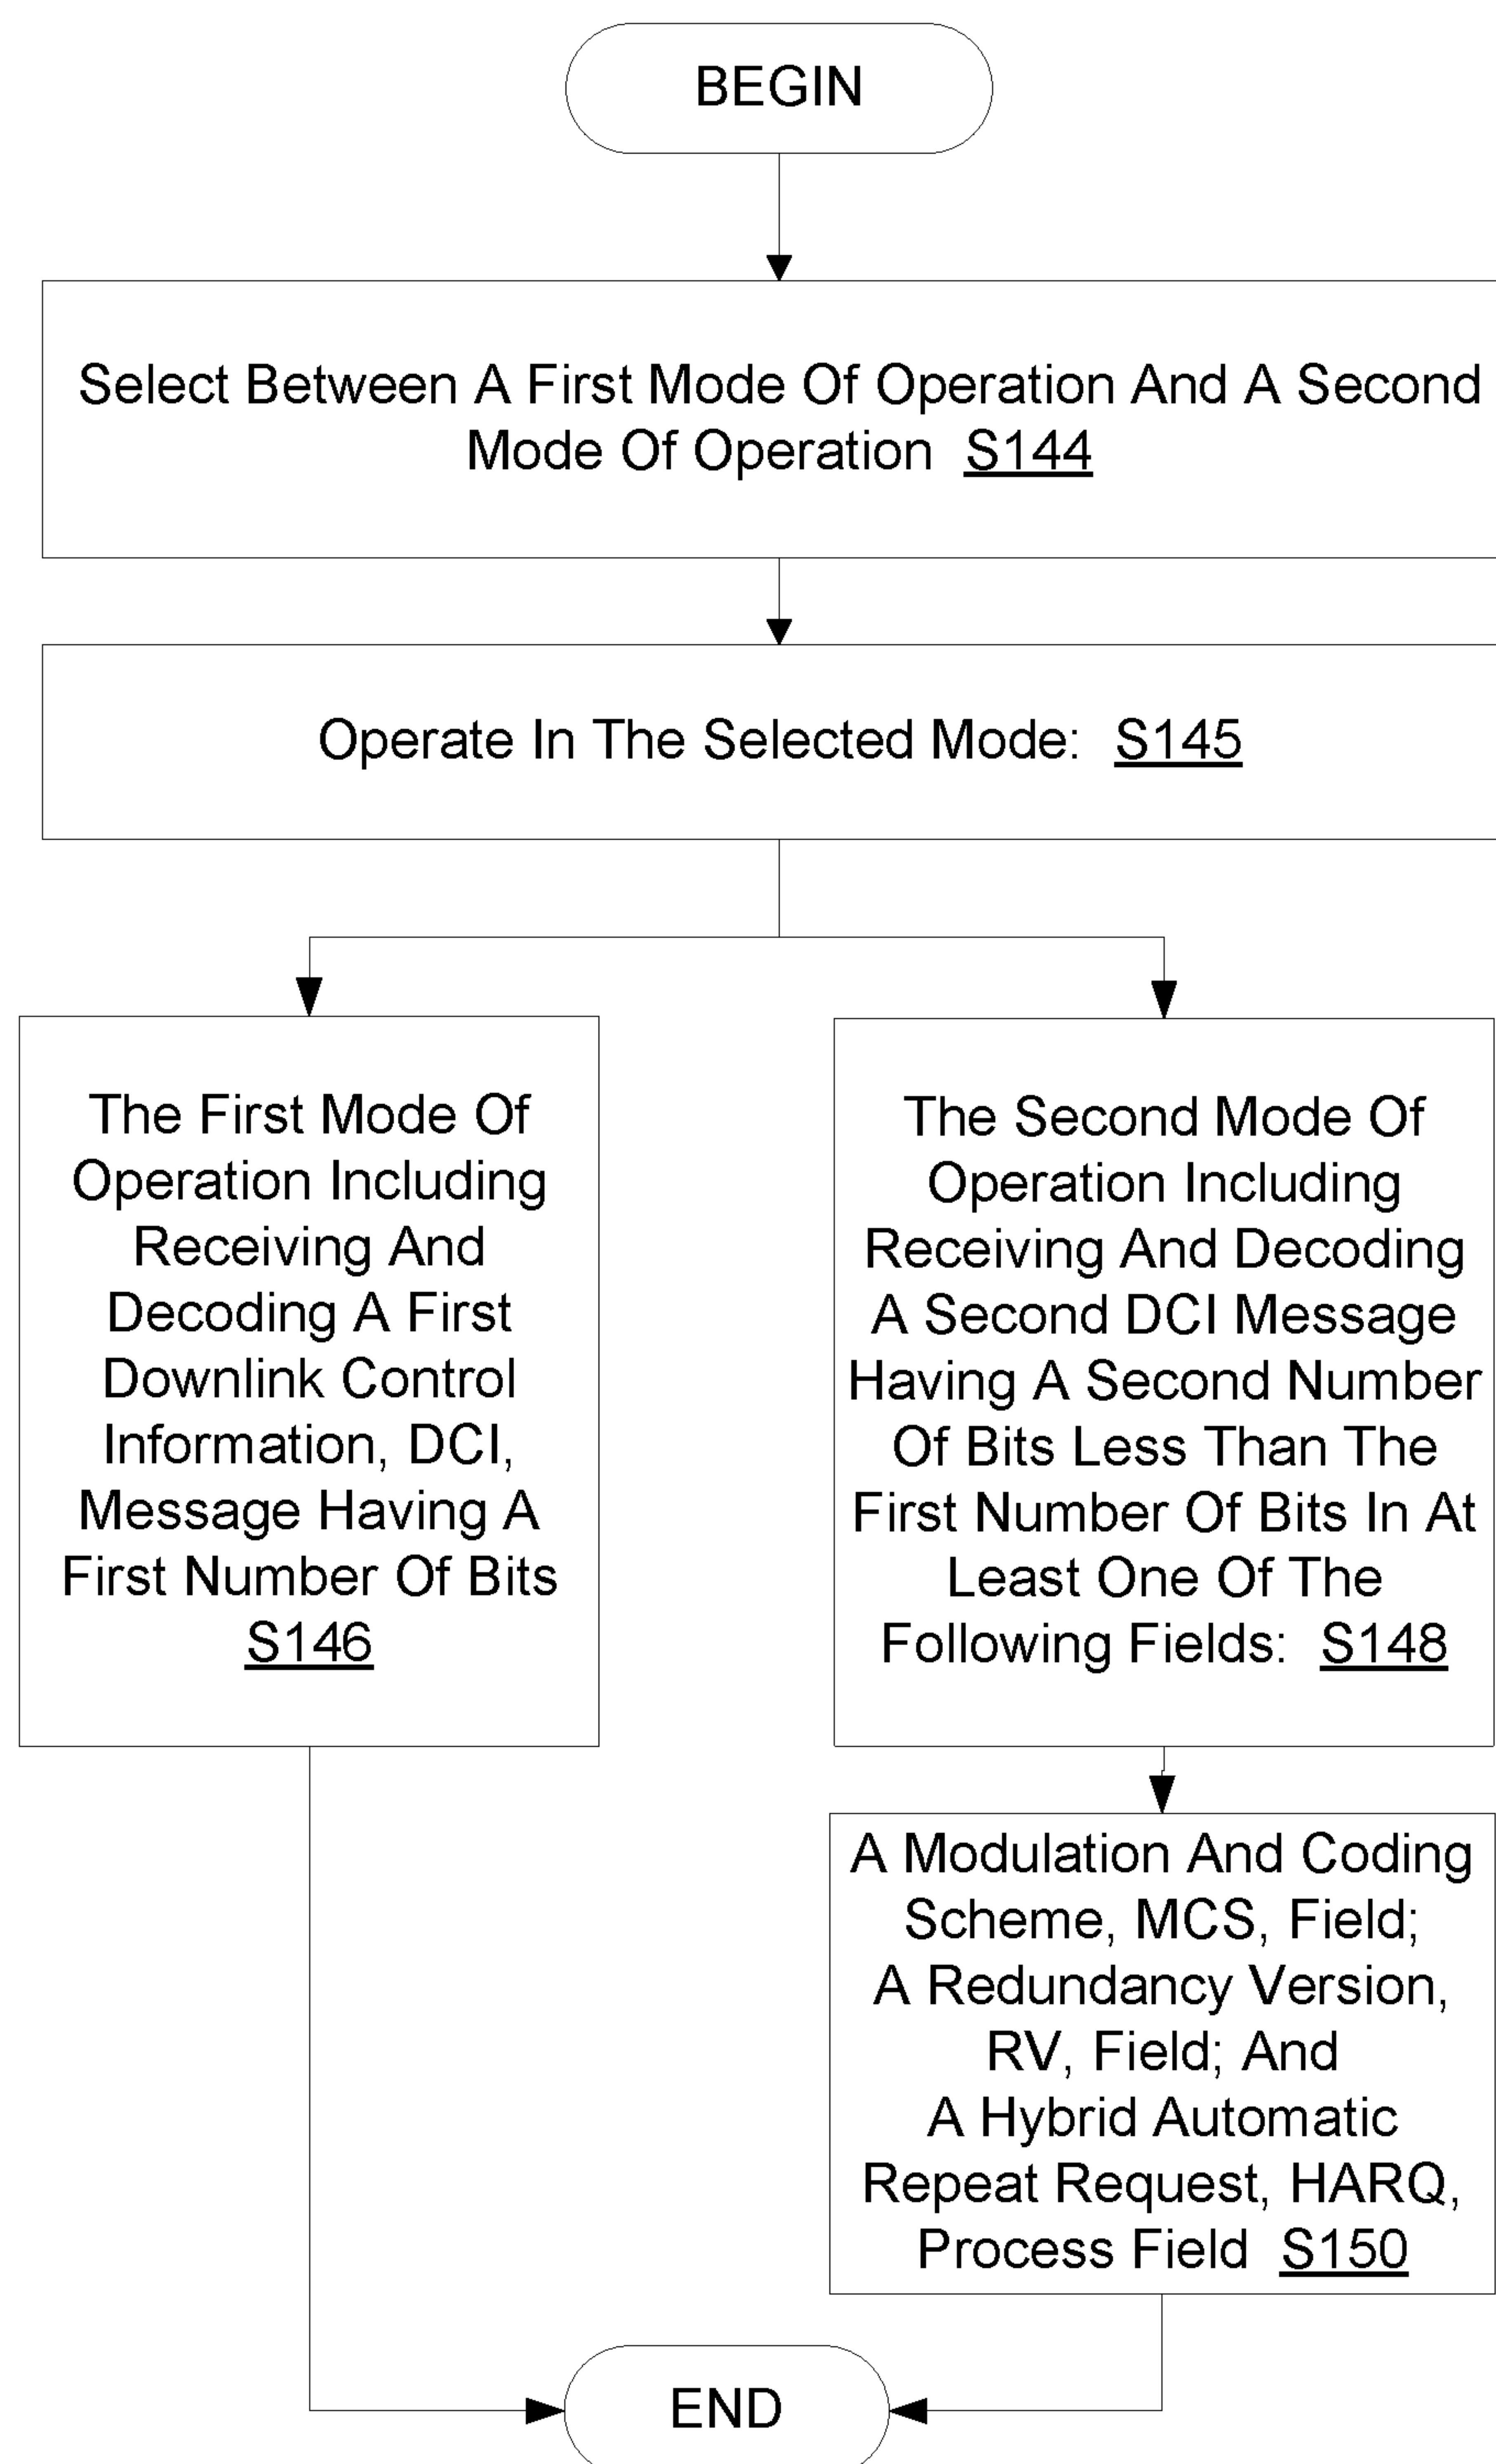 BEGIN
Select Between A First Mode Of Operation And A Second
Mode Of Operation S144
Operate In The Selected Mode: S145
The First Mode Of
Operation Including
Receiving And
Decoding A First
Downlink Control
Information, DCI,
Message Having A
First Number Of Bits
S146
The Second Mode Of
Operation Including
Receiving And Decoding
A Second DCI Message
Having A Second Number
Of Bits Less Than The
First Number Of Bits In At
Least One Of The
Following Fields: S148
A Modulation And Coding
Scheme, MCS, Field;
A Redundancy Version,
RV, Field; And
A Hybrid Automatic
Repeat Request, HARQ,
Process Field S150
END